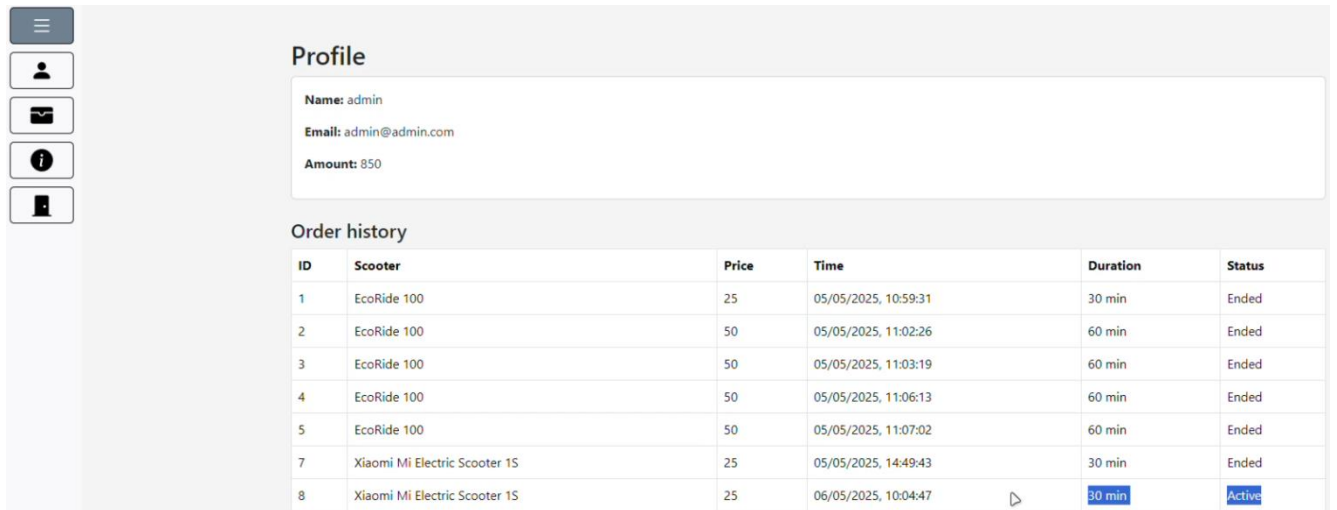 Profile
Name: admin
Email: admin@admin.com
Amount: 850
Order history
ID Scooter Price Time Duration Status
1 EcoRide 100 25 05/05/2025, 10:59:31 30 min Ended
2 EcoRide 100 50 05/05/2025, 11:02:26 60 min Ended
3 EcoRide 100 50 05/05/2025, 11:03:19 60 min Ended
4 EcoRide 100 50 05/05/2025, 11:06:13 60 min Ended
5 EcoRide 100 50 05/05/2025, 11:07:02 60 min Ended
7 Xiaomi Mi Electric Scooter 1S 25 05/05/2025, 14:49:43 30 min Ended
8 Xiaomi Mi Electric Scooter 1S 25 06/05/2025, 10:04:47 30 min Active